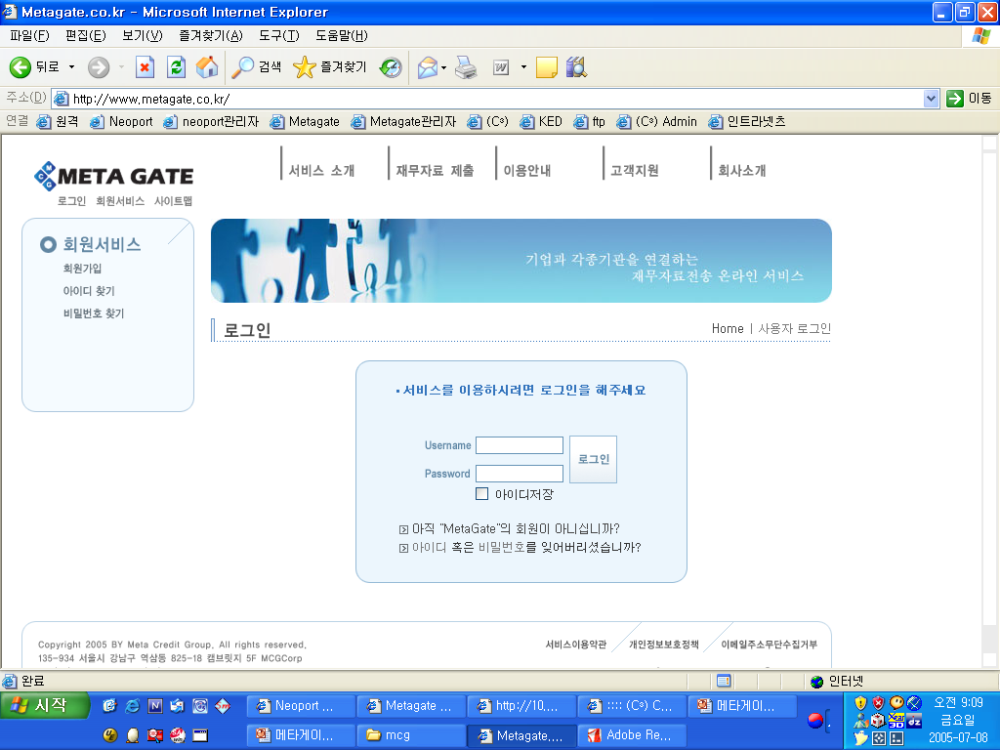 Metagate.co.kr - Microsoft Internet Explorer
파일(F) 편집(E) 보기(V) 즐겨찾기(A) 도구(T) 도움말(H)
뒤로 검색 즐겨찾기
주소(D) http://www.metagate.co.kr/ 이동
연결 원격 Neoport neoport관리자 Metagate Metagate관리자 (C³) KED ftp (C³) Admin 인트라넷츠
MCG META GATE
서비스 소개 재무자료 제출 이용안내 고객지원 회사소개
로그인 회원서비스 사이트맵
회원서비스
회원가입
아이디 찾기
비밀번호 찾기
기업과 각종기관을 연결하는
재무자료전송 온라인 서비스
로그인
Home | 사용자 로그인
서비스를 이용하시려면 로그인을 해주세요
Username
로그인
Password
아이디저장
아직 "MetaGate"의 회원이 아니십니까?
아이디 혹은 비밀번호를 잊어버리셨습니까?
Copyright 2005 BY Meta Credit Group, All rights reserved.
135-934 서울시 강남구 역삼동 825-18 캠브릿지 5F MCGCorp
서비스이용약관 개인정보보호정책 이메일주소무단수집거부
완료 인터넷
시작
Neoport ... Metagate ... http://10,... :::: (C³) C... 메타게이...
메타게이... mcg Metagate,... Adobe Re...
오전 9:09
금요일
2005-07-08